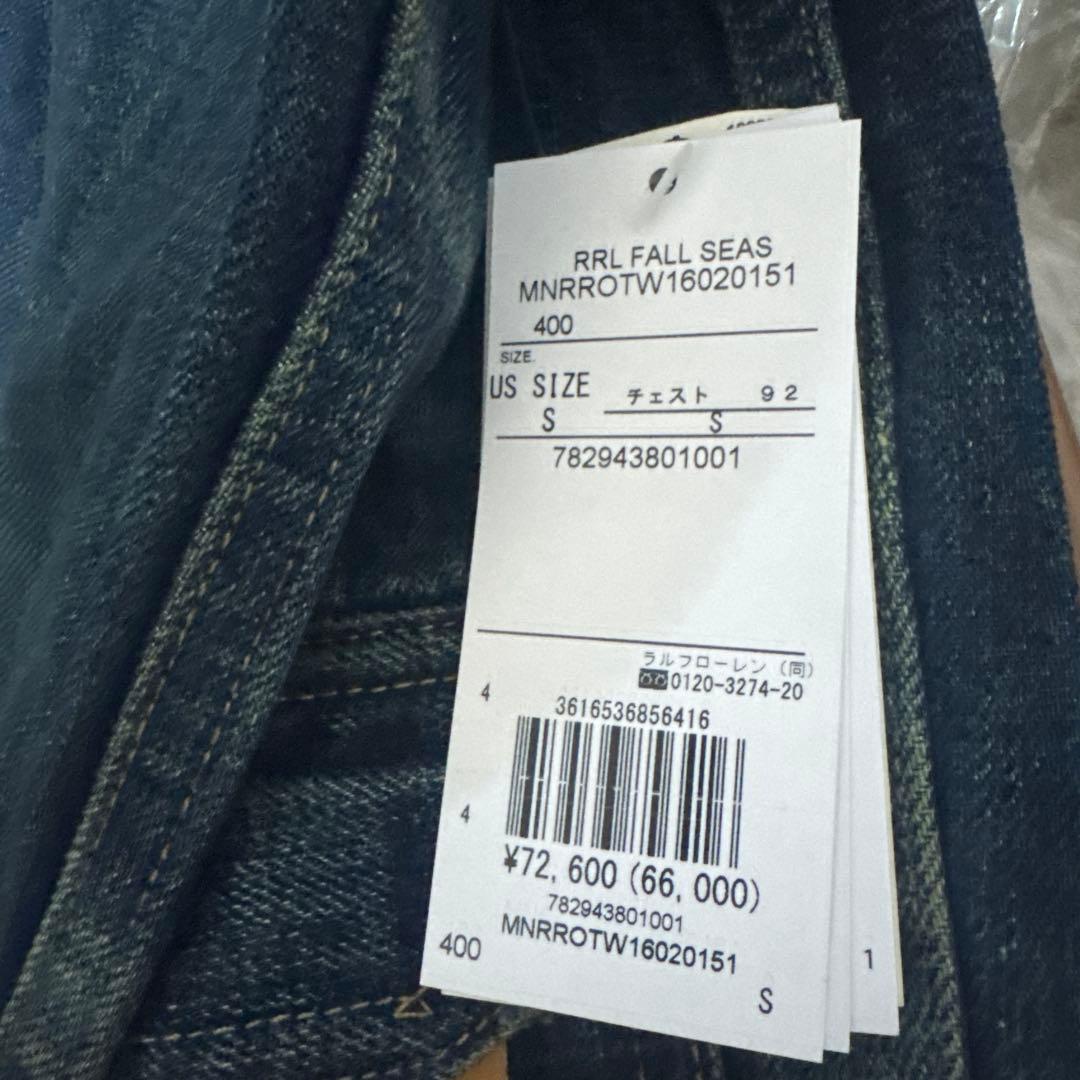 RRL FALL SEAS
MNRROTW16020151
400
SIZE.
US SIZE チェスト 92
S S
782943801001
ラルフローレン(同)
0120-3274-20
4
3616536856416
4
¥72,600 (66,000)
782943801001
MNRROTW16020151
400
S
1